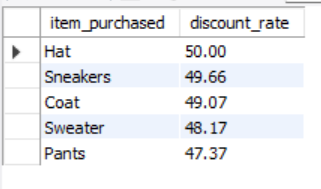 item_purchased discount_rate
Hat 50.00
Sneakers 49.66
Coat 49.07
Sweater 48.17
Pants 47.37